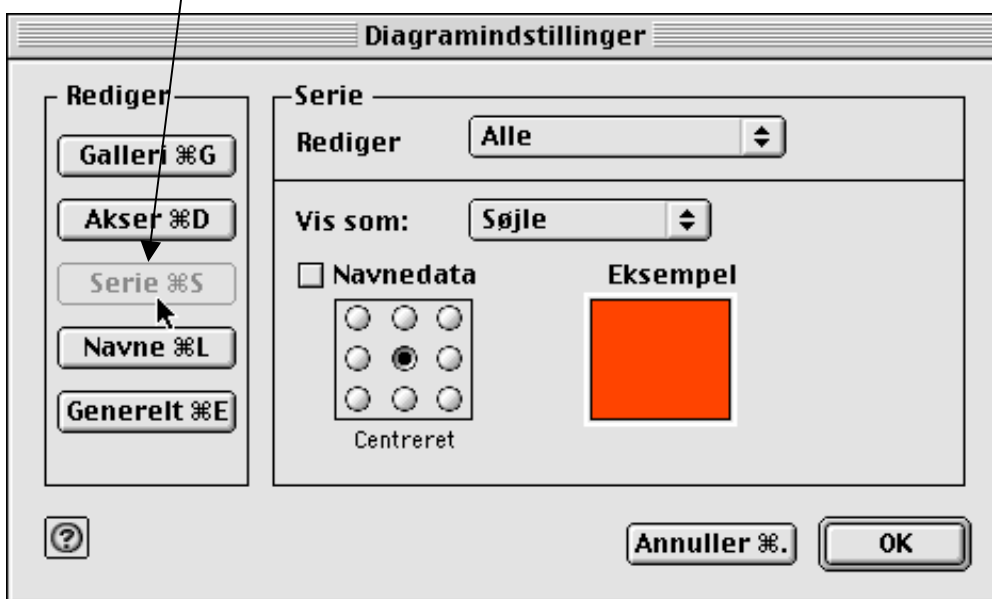 Diagramindstillinger
Rediger
Galleri ⌘G
Akser ⌘D
Serie ⌘S
Navne ⌘L
Generelt ⌘E
Serie
Rediger Alle
Vis som: Søjle
Navnedata Eksempel
Centreret
?
Annuller ⌘. OK